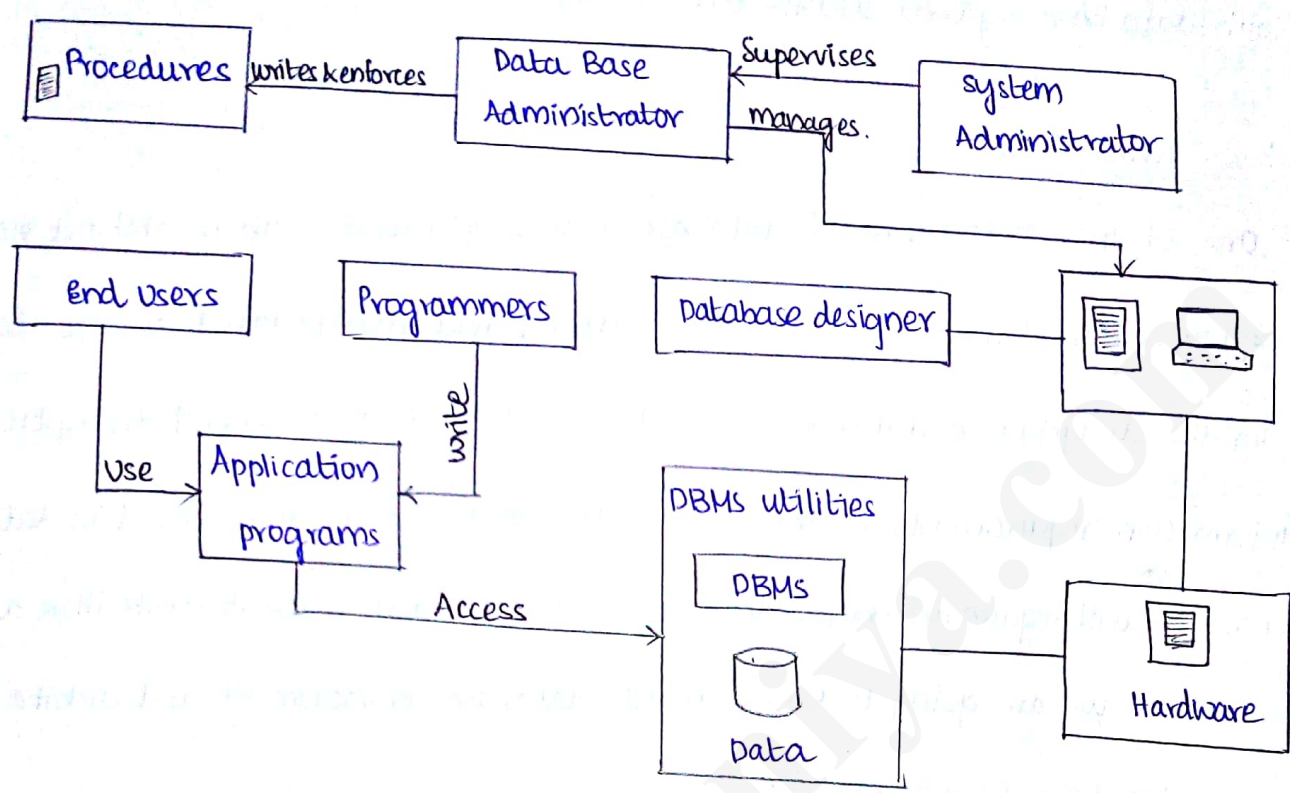 Procedures
writes & enforces
Data Base
Administrator
Supervises
manages.
system
Administrator
End users
Programmers
Database designer
use
write
Application
programs
Access
DBMS utilities
DBMS
Data
Hardware